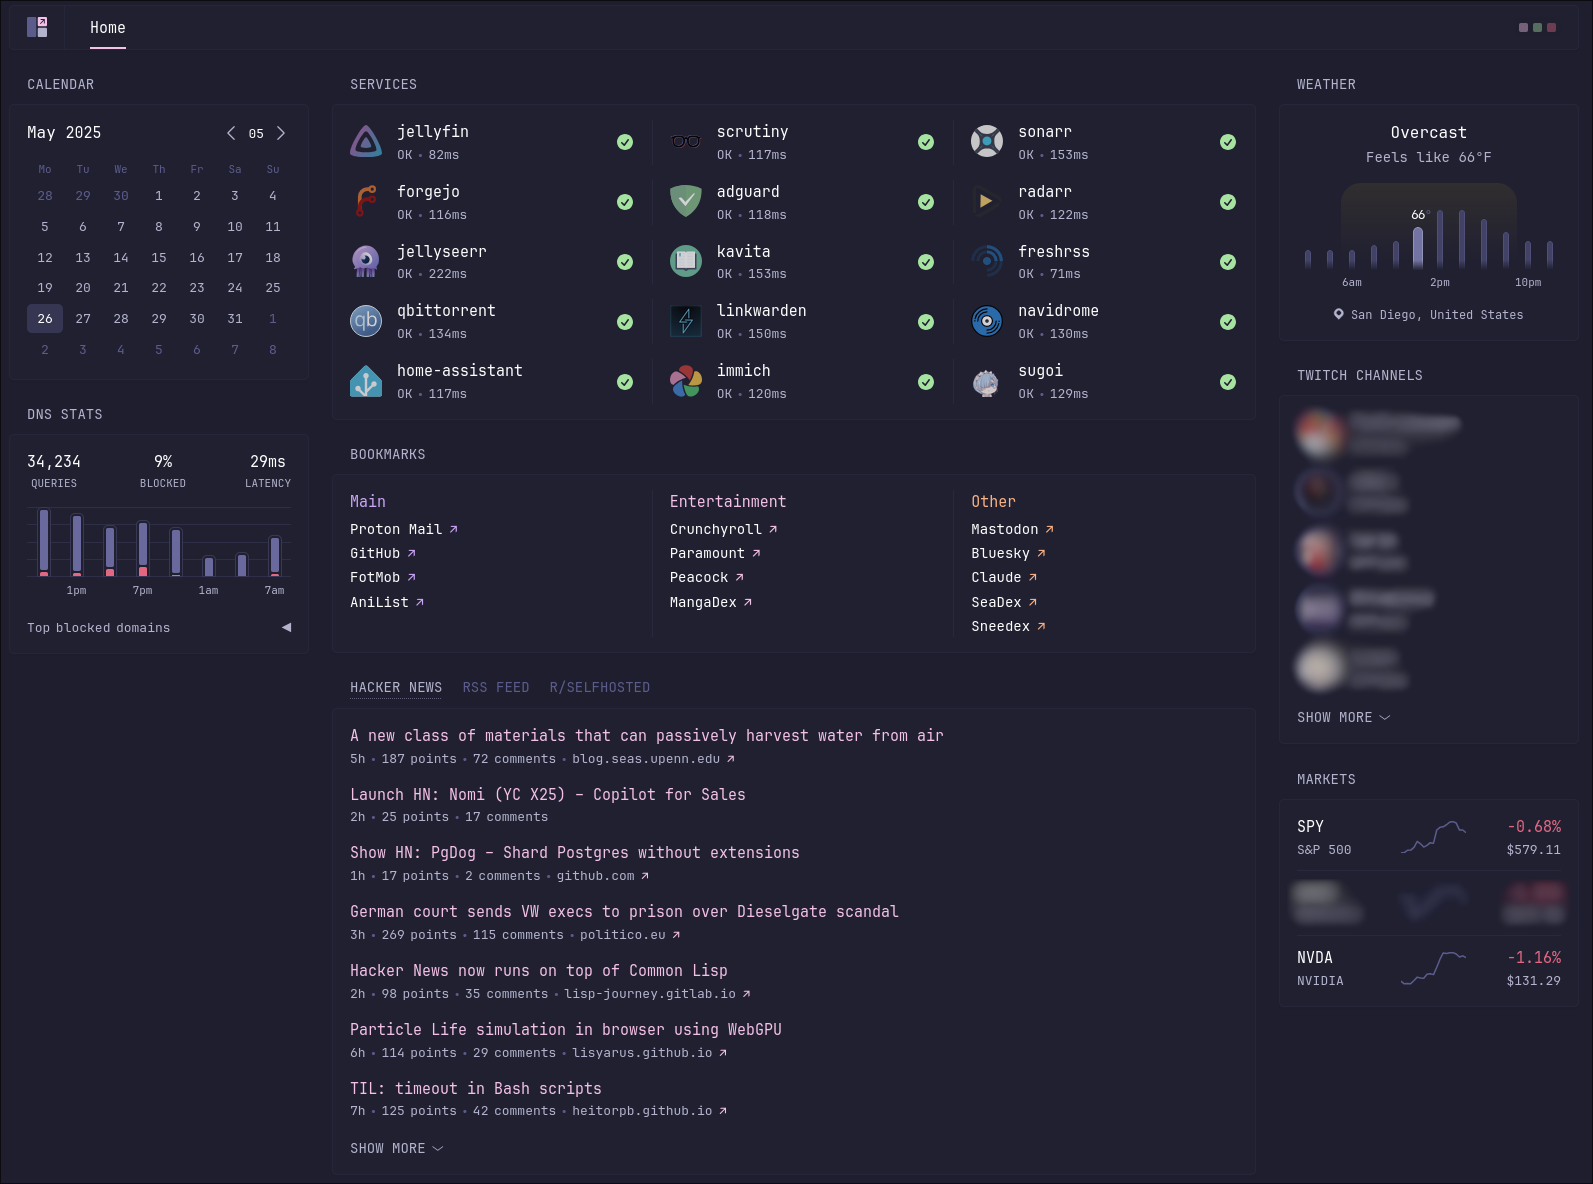 Home
CALENDAR
May 2025 05
Mo Tu We Th Fr Sa Su
28 29 30 1 2 3 4
5 6 7 8 9 10 11
12 13 14 15 16 17 18
19 20 21 22 23 24 25
26 27 28 29 30 31 1
2 3 4 5 6 7 8
DNS STATS
34,234 9% 29ms
QUERIES BLOCKED LATENCY
1pm 7pm 1am 7am
Top blocked domains
SERVICES
jellyfin
OK • 82ms
scrutiny
OK • 117ms
sonarr
OK • 153ms
forgejo
OK • 116ms
adguard
OK • 118ms
radarr
OK • 122ms
jellyseerr
OK • 222ms
kavita
OK • 153ms
freshrss
OK • 71ms
qb
qbittorrent
OK • 134ms
linkwarden
OK • 150ms
navidrome
OK • 130ms
home-assistant
OK • 117ms
immich
OK • 120ms
sugoi
OK • 129ms
BOOKMARKS
Main
Proton Mail
GitHub
FotMob
AniList
Entertainment
Crunchyroll
Paramount
Peacock
MangaDex
Other
Mastodon
Bluesky
Claude
SeaDex
Sneedex
HACKER NEWS RSS FEED R/SELFHOSTED
A new class of materials that can passively harvest water from air
5h • 187 points • 72 comments • blog.seas.upenn.edu
Launch HN: Nomi (YC X25) – Copilot for Sales
2h • 25 points • 17 comments
Show HN: PgDog – Shard Postgres without extensions
1h • 17 points • 2 comments • github.com
German court sends VW execs to prison over Dieselgate scandal
3h • 269 points • 115 comments • politico.eu
Hacker News now runs on top of Common Lisp
2h • 98 points • 35 comments • lisp-journey.gitlab.io
Particle Life simulation in browser using WebGPU
6h • 114 points • 29 comments • lisyarus.github.io
TIL: timeout in Bash scripts
7h • 125 points • 42 comments • heitorpb.github.io
SHOW MORE
WEATHER
Overcast
Feels like 66°F
66°
6am 2pm 10pm
San Diego, United States
TWITCH CHANNELS
SHOW MORE
MARKETS
SPY -0.68%
S&P 500 $579.11
NVDA -1.16%
NVIDIA $131.29